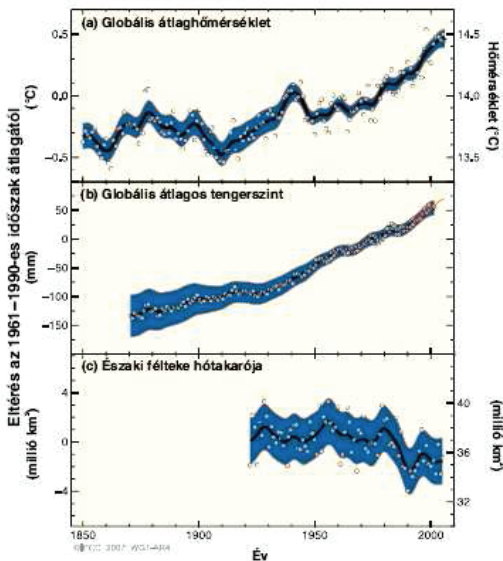 (a) Globális átlaghőmérséklet
0.5
0.0
−0.5
(°C)
14.5
14.0
13.5
Hőmérséklet (°C)
(b) Globális átlagos tengerszint
50
0
−50
−100
−150
(mm)
Eltérés az 1961–1990-es időszak átlagától
(c) Északi félteke hótakarója
4
0
−4
(millió km²)
40
36
32
(millió km²)
1850
1900
1950
2000
Év
©IPCC 2007: WG1-AR4